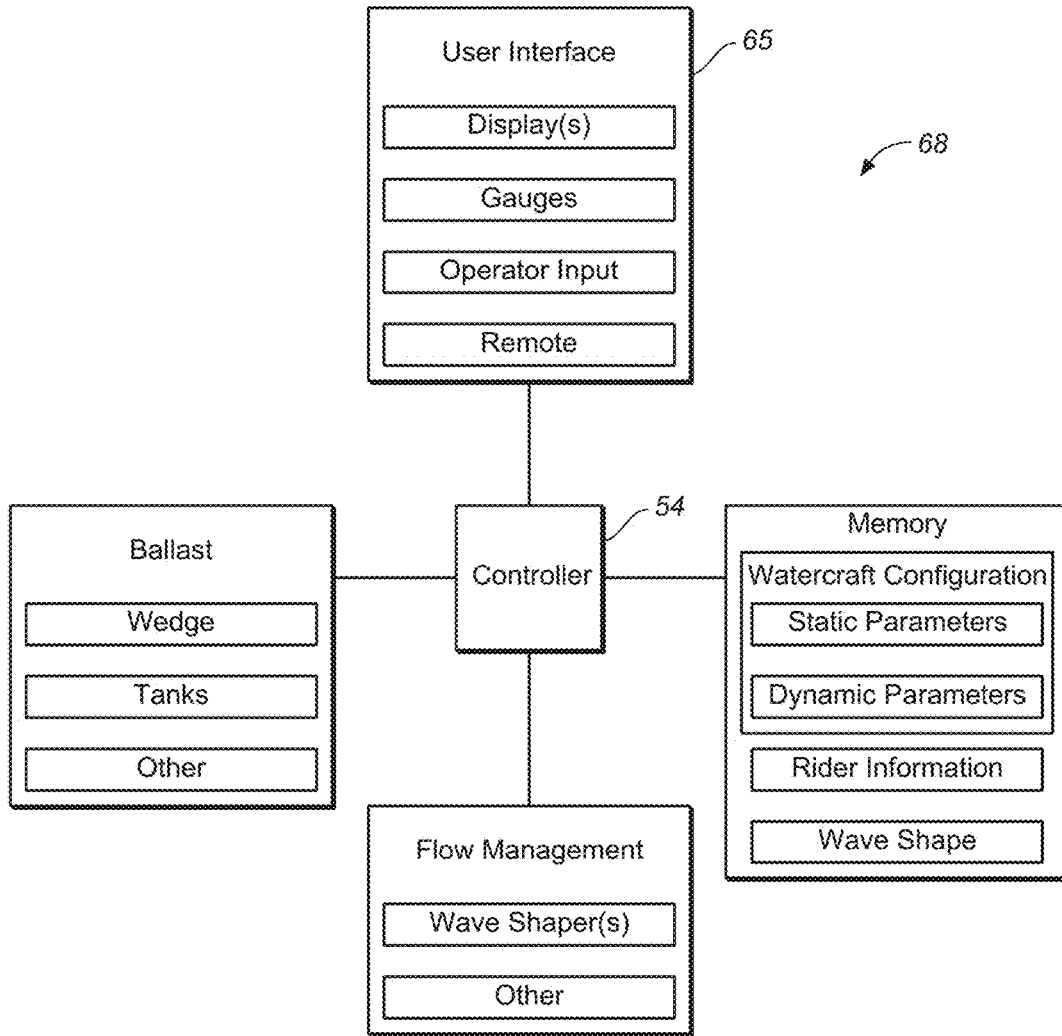 User Interface
65
Display(s)
Gauges
Operator Input
Remote
68
Ballast
Wedge
Tanks
Other
Controller
54
Memory
Watercraft Configuration
Static Parameters
Dynamic Parameters
Rider Information
Wave Shape
Flow Management
Wave Shaper(s)
Other